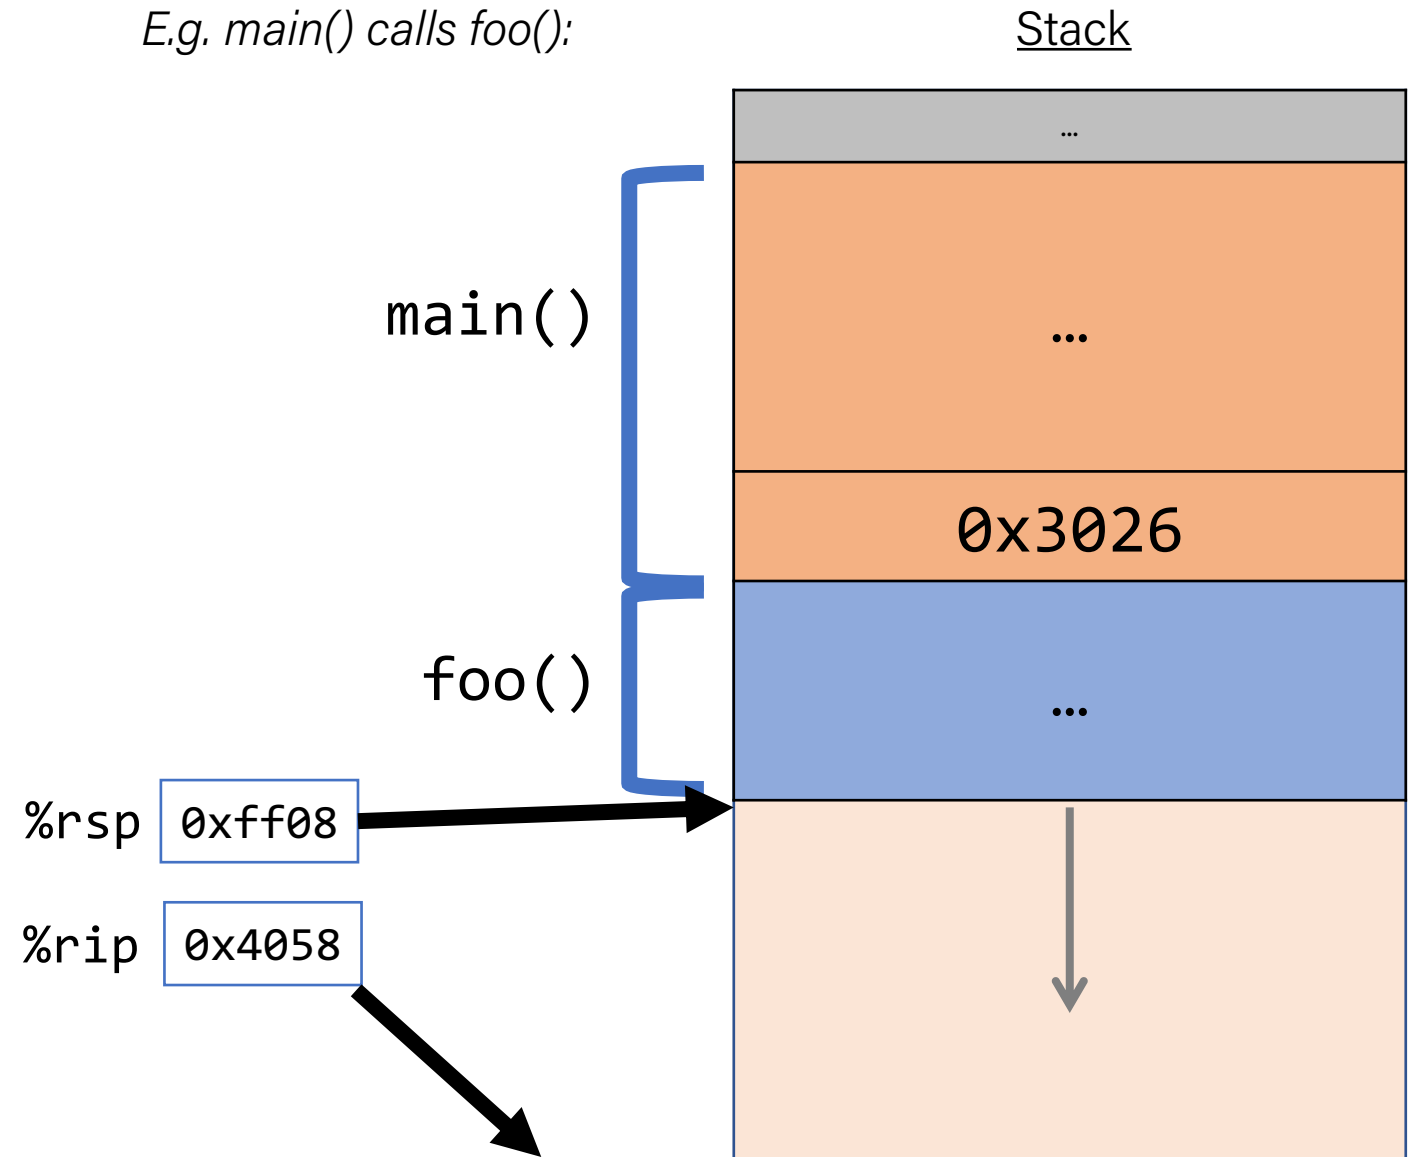 E.g. main() calls foo():
Stack
...
main()
...
0x3026
foo()
...
%rsp 0xff08
%rip 0x4058